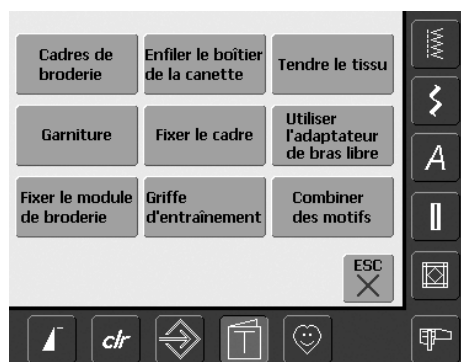 Cadres de
broderie
Enfiler le boîtier
de la canette
Tendre le tissu
Garniture
Fixer le cadre
Utiliser
l'adaptateur
de bras libre
Fixer le module
de broderie
Griffe
d'entraînement
Combiner
des motifs
ESC
A
clr
T